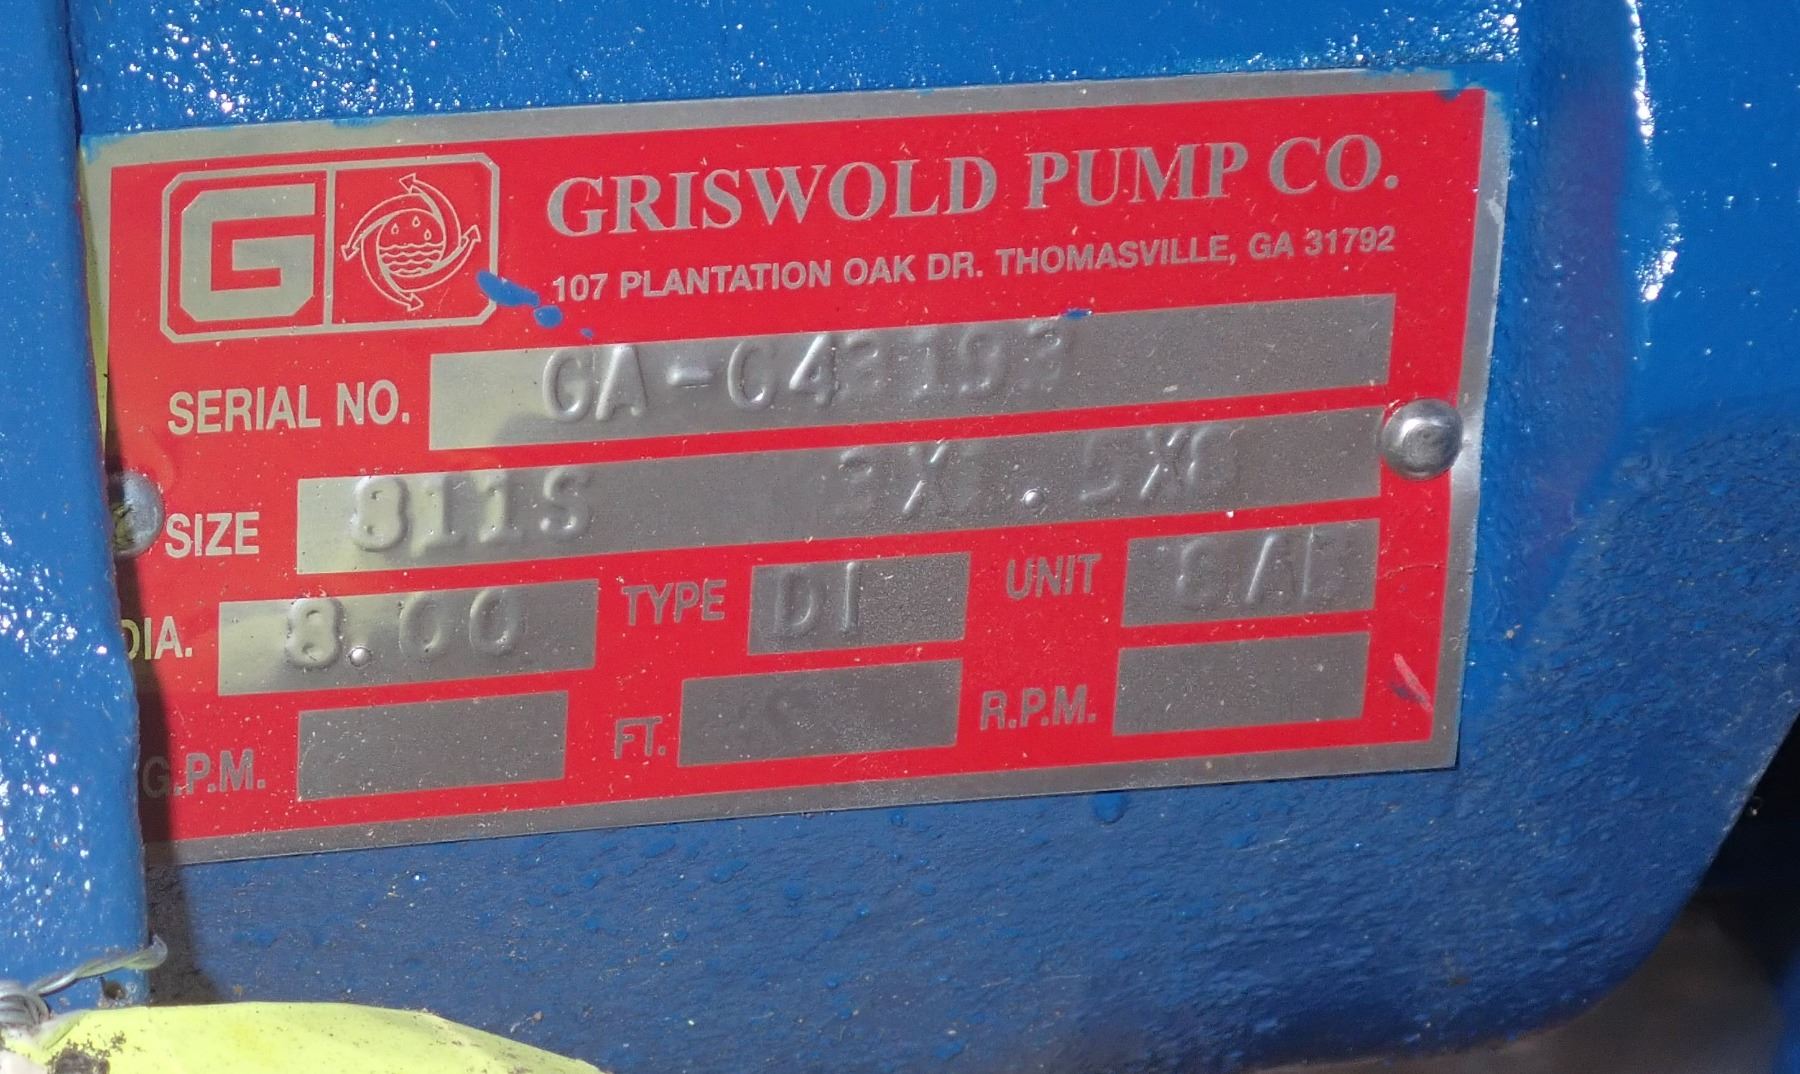 G GRISWOLD PUMP CO.
107 PLANTATION OAK DR. THOMASVILLE, GA 31792
SERIAL NO.
SIZE 811S
DIA. 8.00 TYPE DI UNIT
G.P.M. FT. R.P.M.